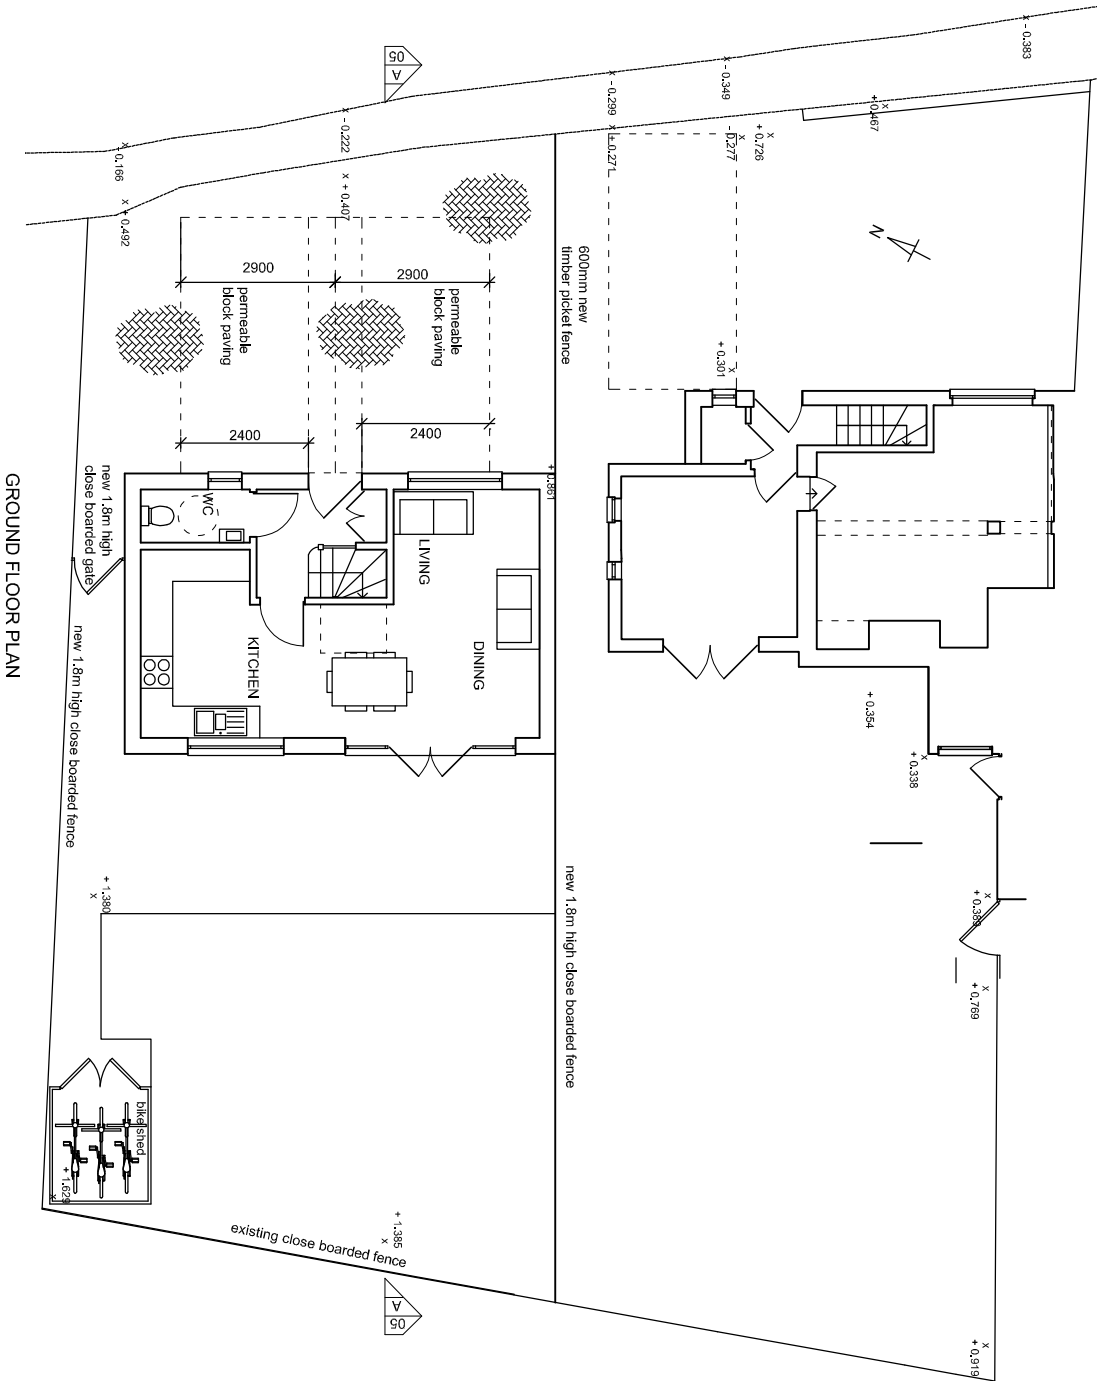 05
A
x - 0.383
x - 0.349
x - 0.299
x + 0.271
x - 0.277
x + 0.726
x + 0.467
x - 0.222
x + 0.407
x - 0.166
x + 0.492
N
2900
2900
permeable
block paving
permeable
block paving
600mm new
timber picket fence
x + 0.301
2400
2400
+ 0.861
new 1.8m high
close boarded gate
WC
LIVING
DINING
KITCHEN
GROUND FLOOR PLAN
new 1.8m high close boarded fence
new 1.8m high close boarded fence
+ 0.354
x + 0.338
x + 0.389
x + 0.769
+ 1.380 x
bike shed
+ 1.629 x
+ 1.385 x
existing close boarded fence
A
05
x + 0.919